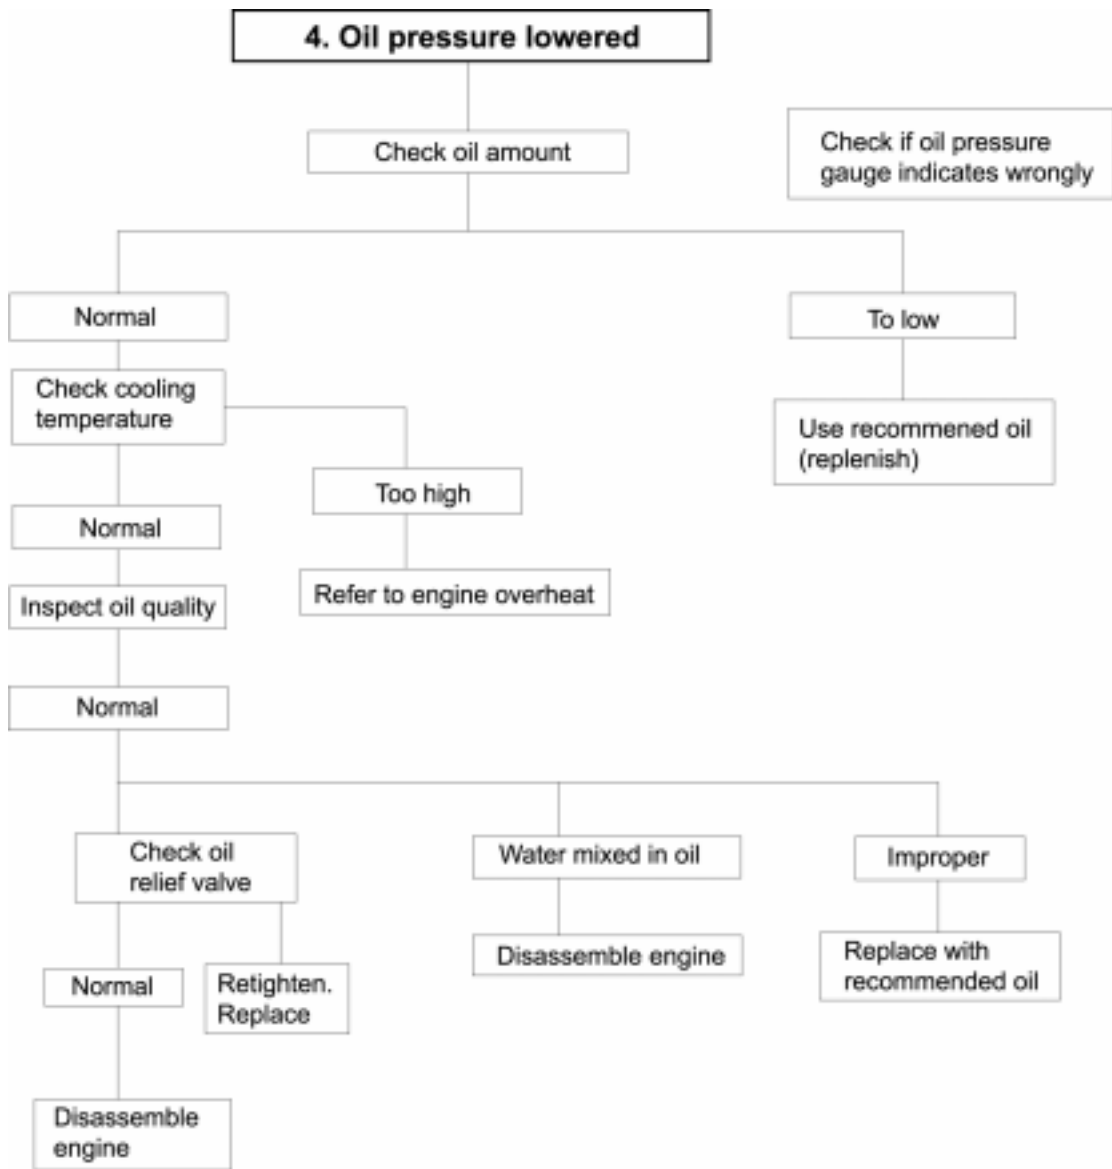 4. Oil pressure lowered
Check oil amount
Check if oil pressure
gauge indicates wrongly
Normal
To low
Check cooling
temperature
Use recommened oil
(replenish)
Too high
Normal
Refer to engine overheat
Inspect oil quality
Normal
Check oil
relief valve
Water mixed in oil
Improper
Normal
Retighten.
Replace
Disassemble engine
Replace with
recommended oil
Disassemble
engine